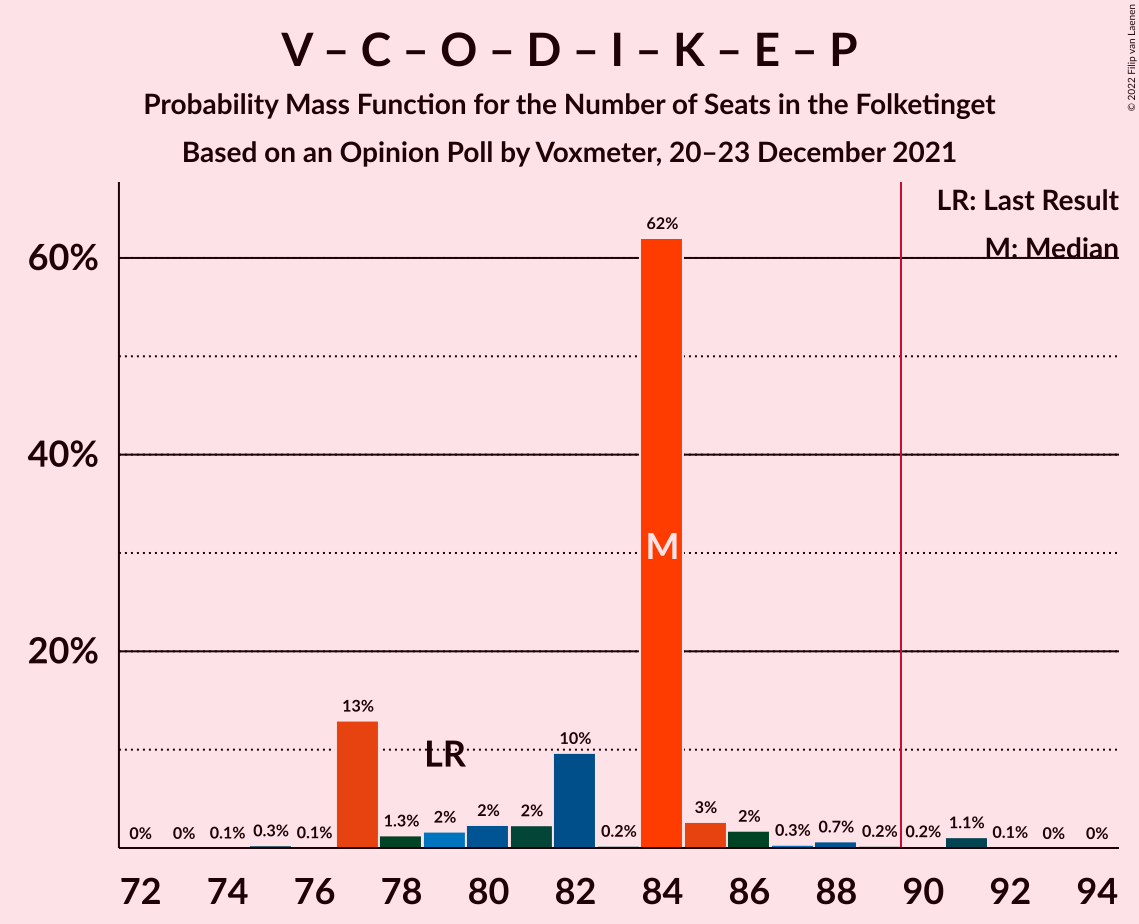 V – C – O – D – I – K – E – P
Probability Mass Function for the Number of Seats in the Folketinget
Based on an Opinion Poll by Voxmeter, 20–23 December 2021
© 2022 Filip van Laenen
LR: Last Result
M: Median
60%
40%
20%
0% 0% 0.1% 0.3% 0.1% 13% 1.3% 2% 2% 2% 10% 0.2% 62% 3% 2% 0.3% 0.7% 0.2% 0.2% 1.1% 0.1% 0% 0%
LR
M
72 74 76 78 80 82 84 86 88 90 92 94